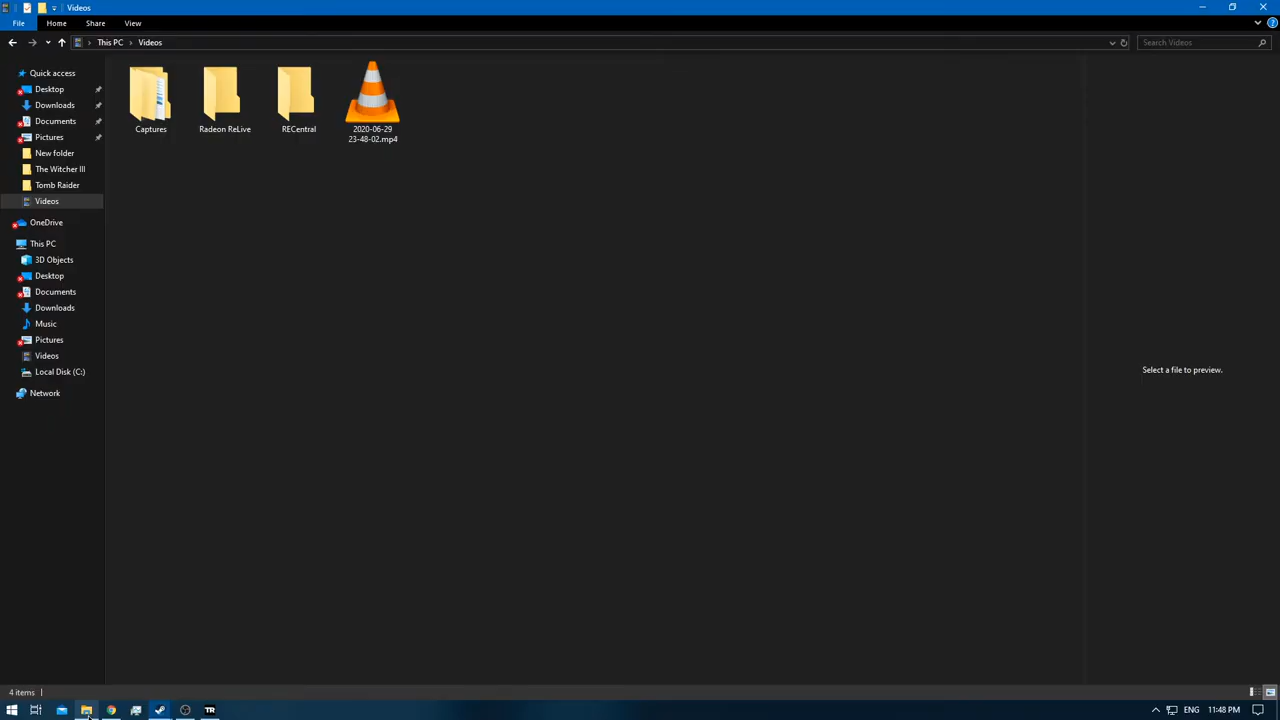 Videos
File
Home
Share
View
This PC
Videos
Search Videos
Quick access
Desktop
Downloads
Documents
Pictures
New folder
The Witcher III
Tomb Raider
Videos
OneDrive
This PC
3D Objects
Desktop
Documents
Downloads
Music
Pictures
Videos
Local Disk (C:)
Network
Captures
Radeon ReLive
RECentral
2020-06-29
23-48-02.mp4
Select a file to preview.
4 items
TR
ENG
11:48 PM